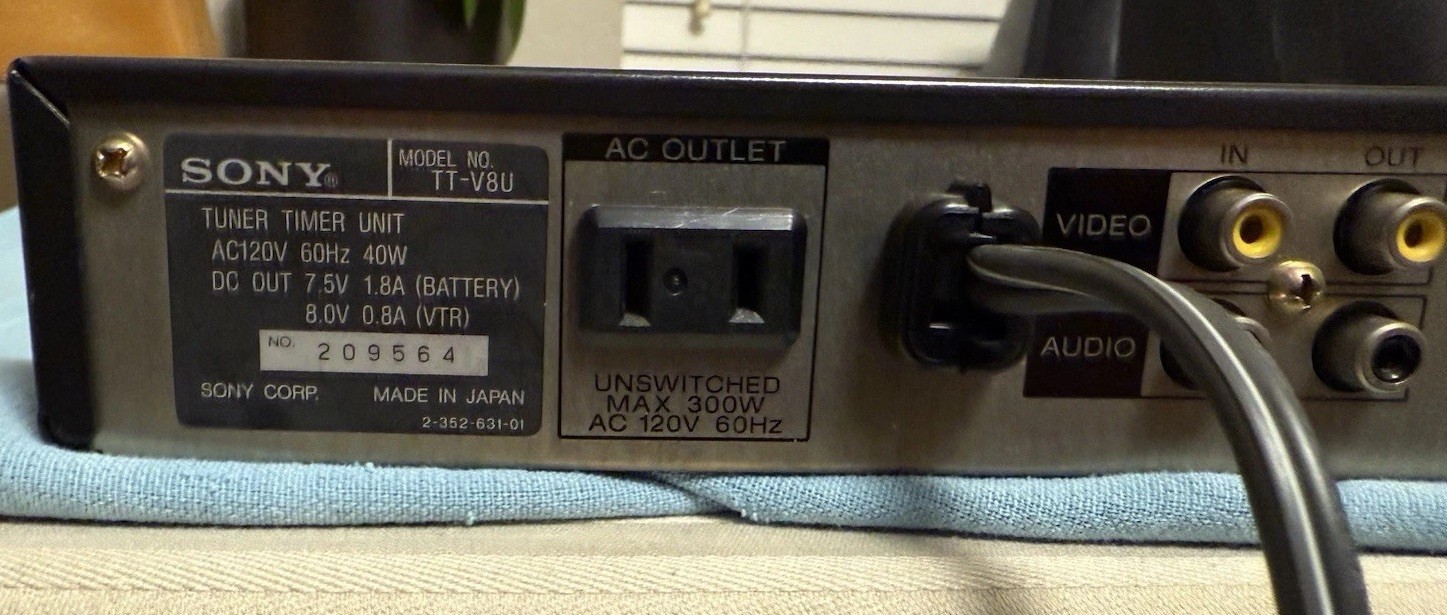 SONY®
MODEL NO.
TT-V8U
TUNER TIMER UNIT
AC120V 60Hz 40W
DC OUT 7.5V 1.8A (BATTERY)
8.0V 0.8A (VTR)
NO. 209564
SONY CORP. MADE IN JAPAN
2-352-631-01
AC OUTLET
UNSWITCHED
MAX 300W
AC 120V 60Hz
IN OUT
VIDEO
AUDIO